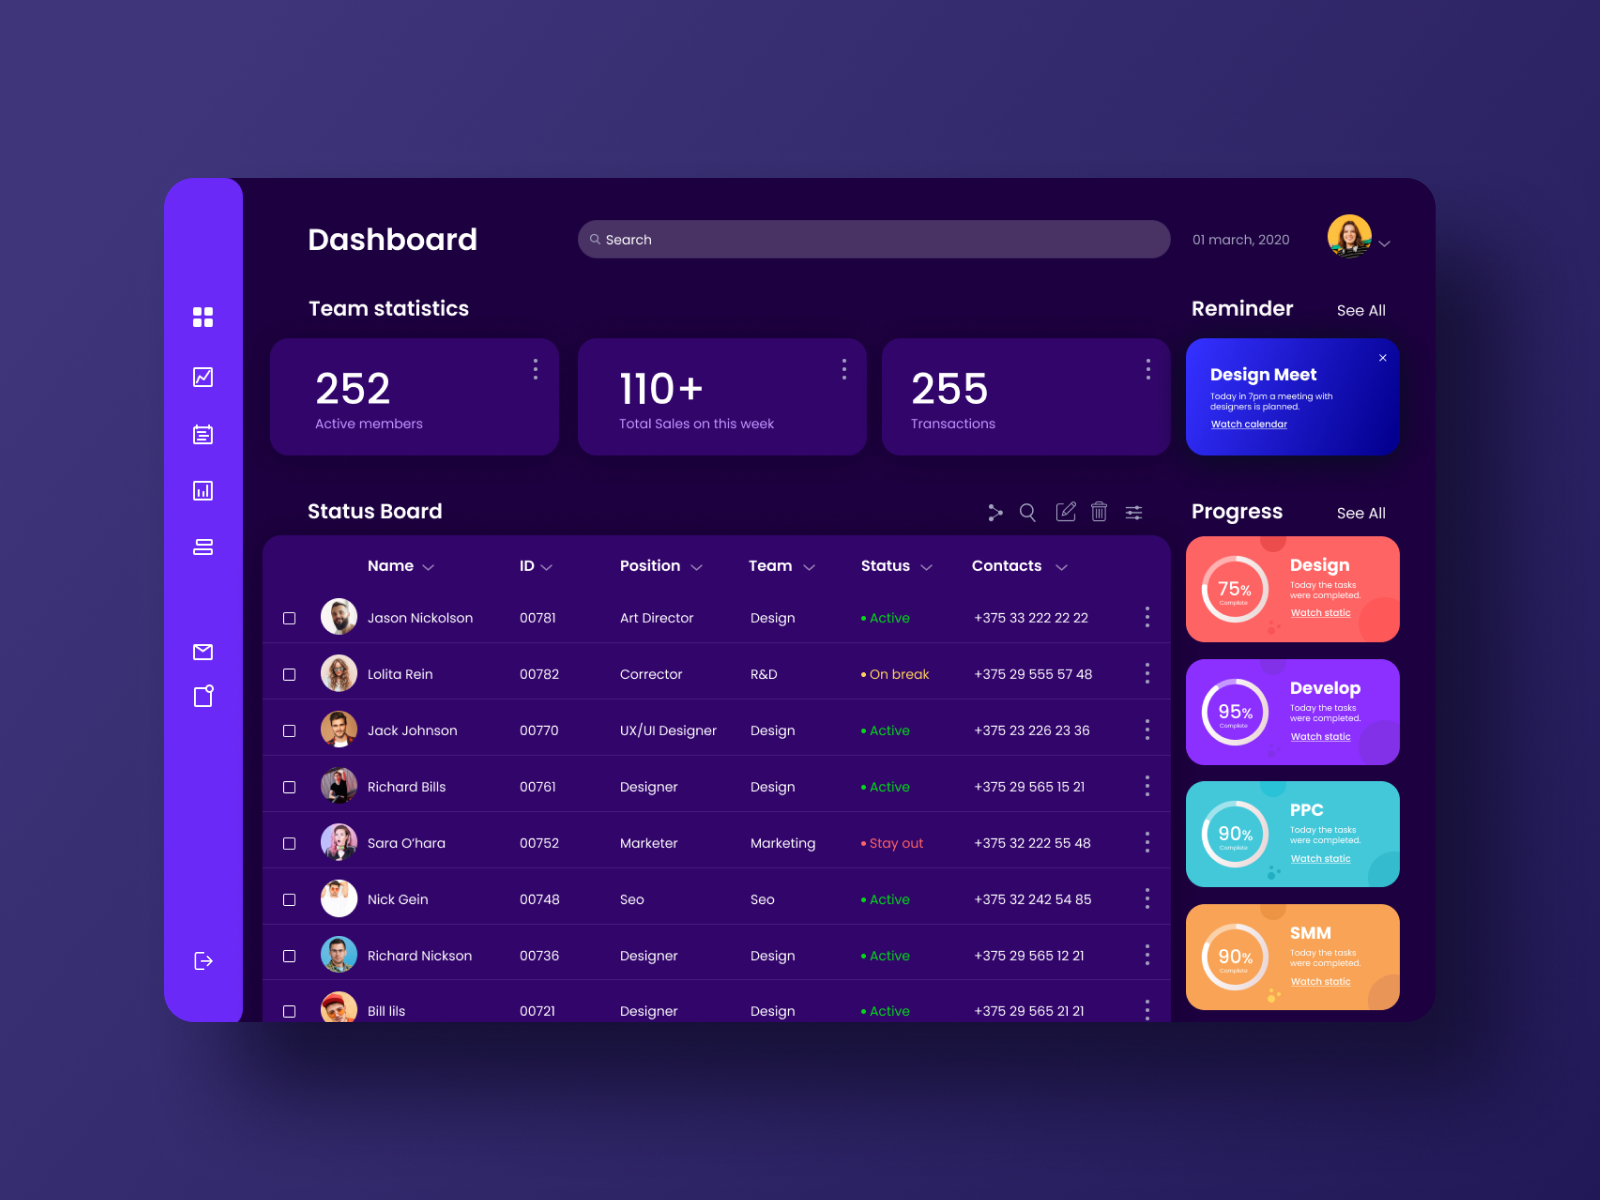 Dashboard
Search
01 march, 2020
Team statistics
Reminder
See All
252
Active members
110+
Total Sales on this week
255
Transactions
Design Meet
Today in 7pm a meeting with
designers is planned.
Watch calendar
Status Board
Name ID Position Team Status Contacts
Jason Nickolson 00781 Art Director Design Active +375 33 222 22 22
Lolita Rein 00782 Corrector R&D On break +375 29 555 57 48
Jack Johnson 00770 UX/UI Designer Design Active +375 23 226 23 36
Richard Bills 00761 Designer Design Active +375 29 565 15 21
Sara O'hara 00752 Marketer Marketing Stay out +375 32 222 55 48
Nick Gein 00748 Seo Seo Active +375 32 242 54 85
Richard Nickson 00736 Designer Design Active +375 29 565 12 21
Bill lils 00721 Designer Design Active +375 29 565 21 21
Progress
See All
75%
Complete
Design
Today the tasks
were completed.
Watch static
95%
Complete
Develop
Today the tasks
were completed.
Watch static
90%
Complete
PPC
Today the tasks
were completed.
Watch static
90%
Complete
SMM
Today the tasks
were completed.
Watch static